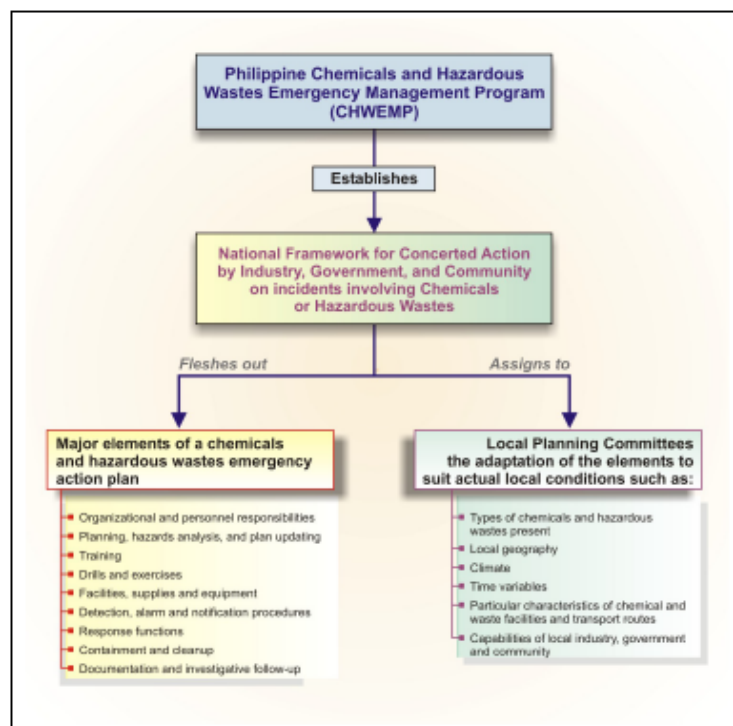 Philippine Chemicals and Hazardous
Wastes Emergency Management Program
(CHWEMP)
Establishes
National Framework for Concerted Action
by Industry, Government, and Community
on incidents involving Chemicals
or Hazardous Wastes
Fleshes out
Assigns to
Major elements of a chemicals
and hazardous wastes emergency
action plan
Organizational and personnel responsibilities
Planning, hazards analysis, and plan updating
Training
Drills and exercises
Facilities, supplies and equipment
Detection, alarm and notification procedures
Response functions
Containment and cleanup
Documentation and investigative follow-up
Local Planning Committees
the adaptation of the elements to
suit actual local conditions such as:
Types of chemicals and hazardous
wastes present
Local geography
Climate
Time variables
Particular characteristics of chemical and
waste facilities and transport routes
Capabilities of local industry, government
and community